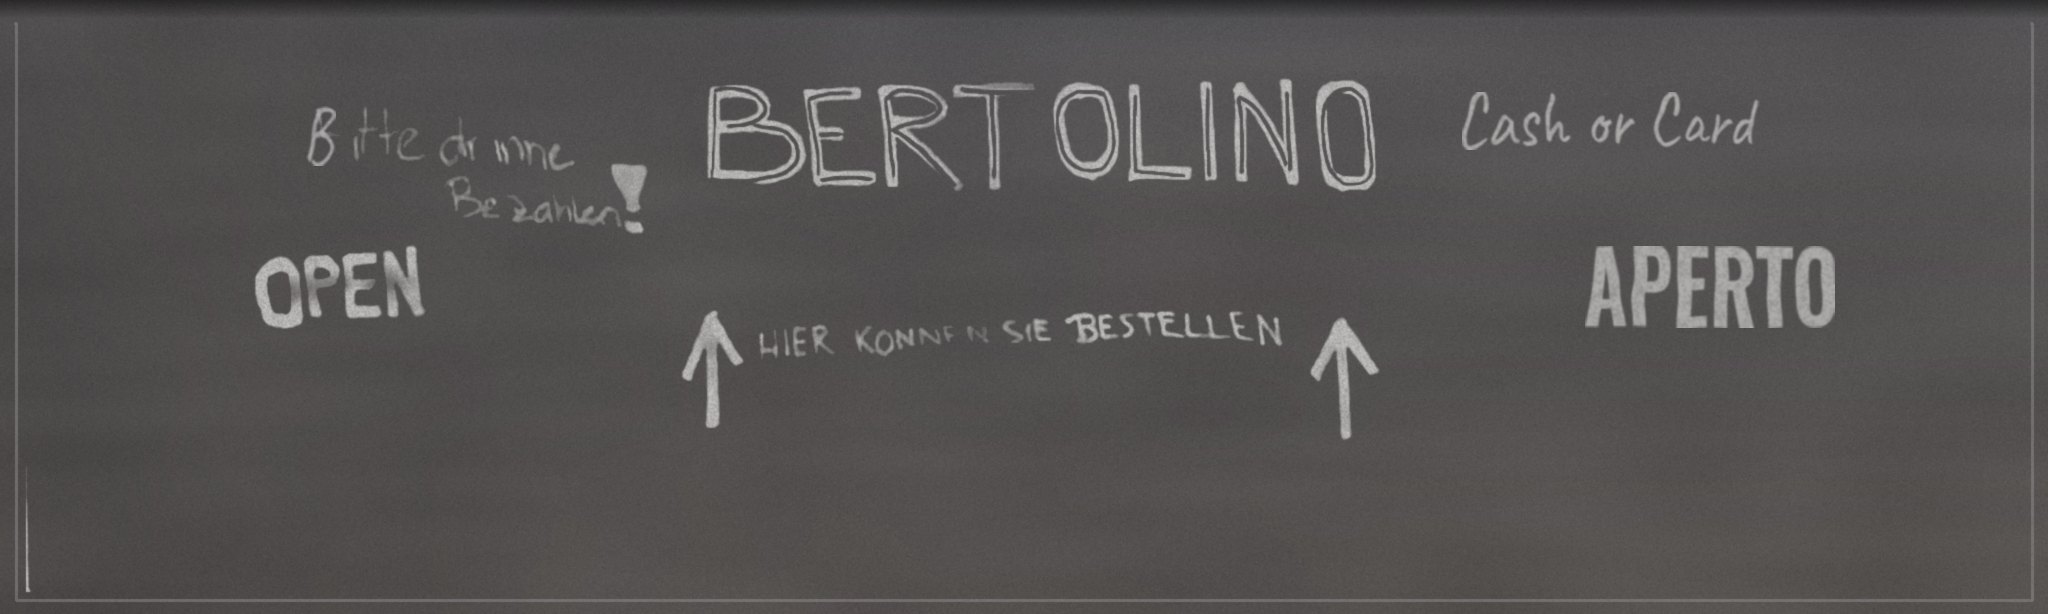 BERTOLINO
Cash or Card
Bitte drinne
Bezahlen!
OPEN
APERTO
HIER KONNEN SIE BESTELLEN